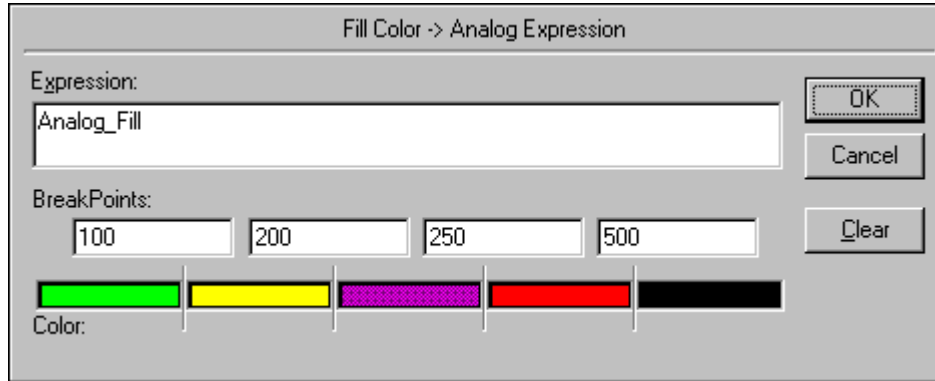 Fill Color -> Analog Expression
Expression:
Analog_Fill
OK
Cancel
BreakPoints:
100 200 250 500
Clear
Color: